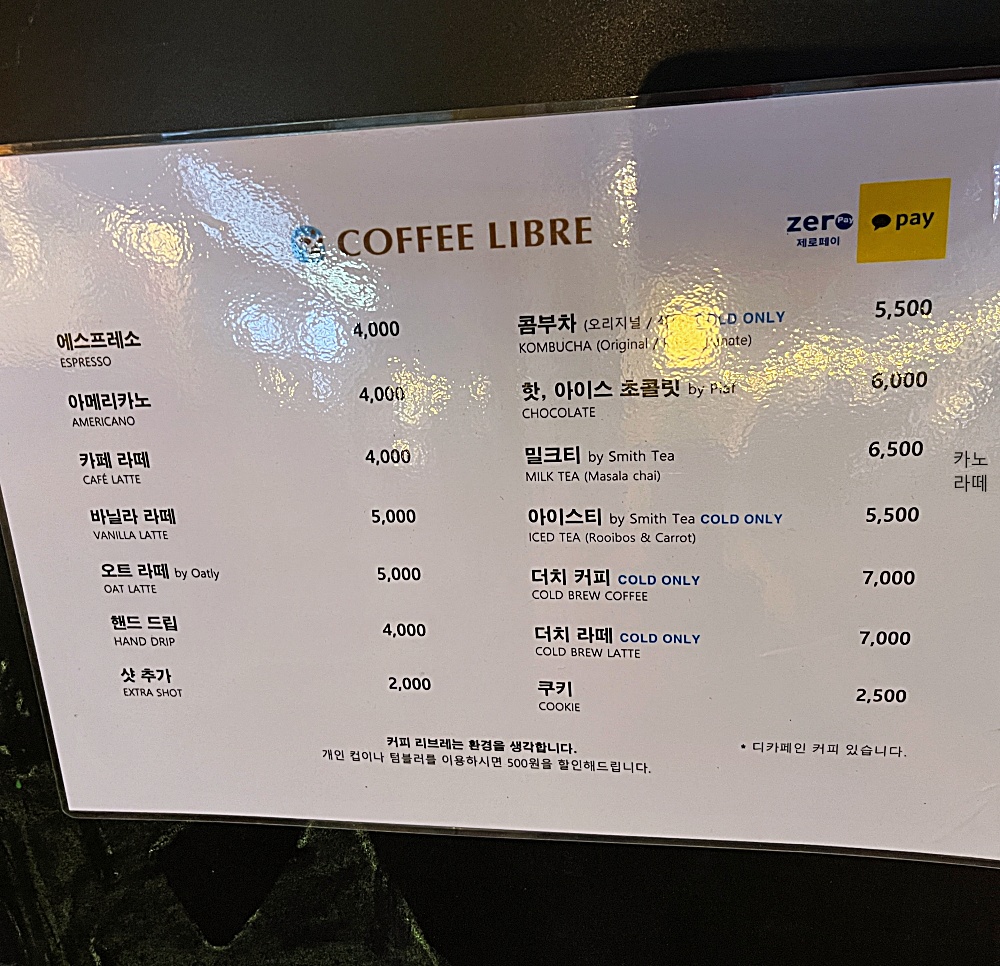 COFFEE LIBRE
zero Pay
제로페이
pay
에스프레소 4,000
ESPRESSO
아메리카노 4,000
AMERICANO
카페 라떼 4,000
CAFÉ LATTE
바닐라 라떼 5,000
VANILLA LATTE
오트 라떼 by Oatly 5,000
OAT LATTE
핸드 드립 4,000
HAND DRIP
샷 추가 2,000
EXTRA SHOT
콤부차 (오리지널 / COLD ONLY 5,500
KOMBUCHA (Original /
핫, 아이스 초콜릿 by 6,000
CHOCOLATE
밀크티 by Smith Tea 6,500
MILK TEA (Masala chai)
아이스티 by Smith Tea COLD ONLY 5,500
ICED TEA (Rooibos & Carrot)
더치 커피 COLD ONLY 7,000
COLD BREW COFFEE
더치 라떼 COLD ONLY 7,000
COLD BREW LATTE
쿠키 2,500
COOKIE
카노
라떼
커피 리브레는 환경을 생각합니다.
개인 컵이나 텀블러를 이용하시면 500원을 할인해드립니다.
* 디카페인 커피 있습니다.